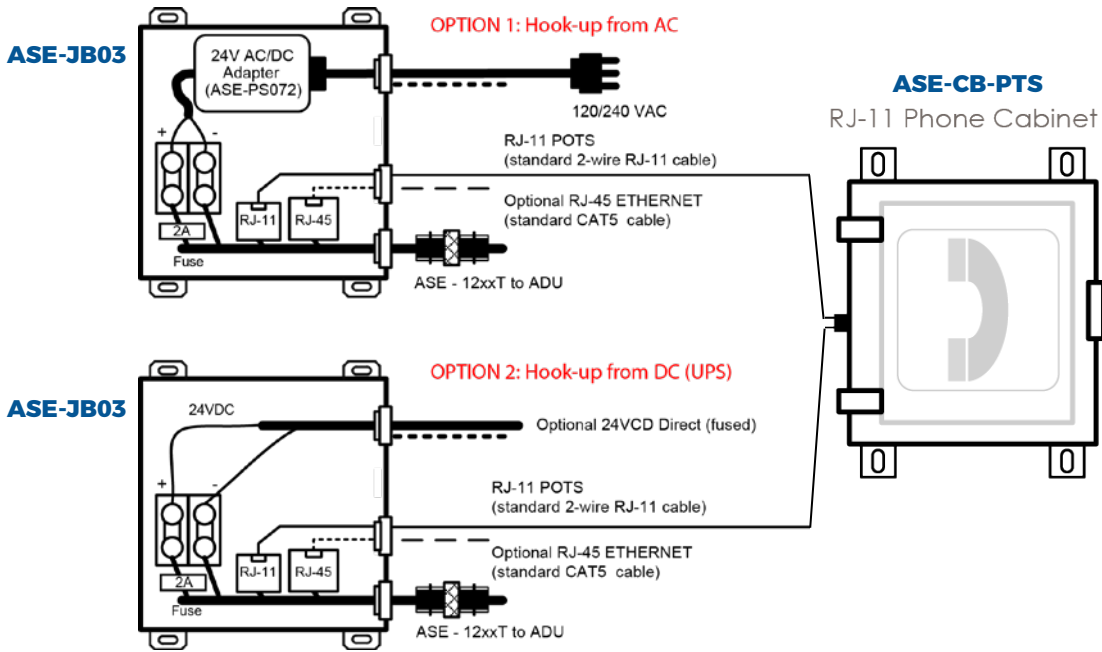 OPTION 1: Hook-up from AC
ASE-JB03
24V AC/DC
Adapter
(ASE-PS072)
120/240 VAC
+ -
RJ-11 POTS
(standard 2-wire RJ-11 cable)
Optional RJ-45 ETHERNET
(standard CAT5 cable)
RJ-11
RJ-45
2A
Fuse
ASE - 12xxT to ADU
ASE-CB-PTS
RJ-11 Phone Cabinet
OPTION 2: Hook-up from DC (UPS)
ASE-JB03
24VDC
Optional 24VCD Direct (fused)
+ -
RJ-11 POTS
(standard 2-wire RJ-11 cable)
Optional RJ-45 ETHERNET
(standard CAT5 cable)
RJ-11
RJ-45
2A
Fuse
ASE - 12xxT to ADU